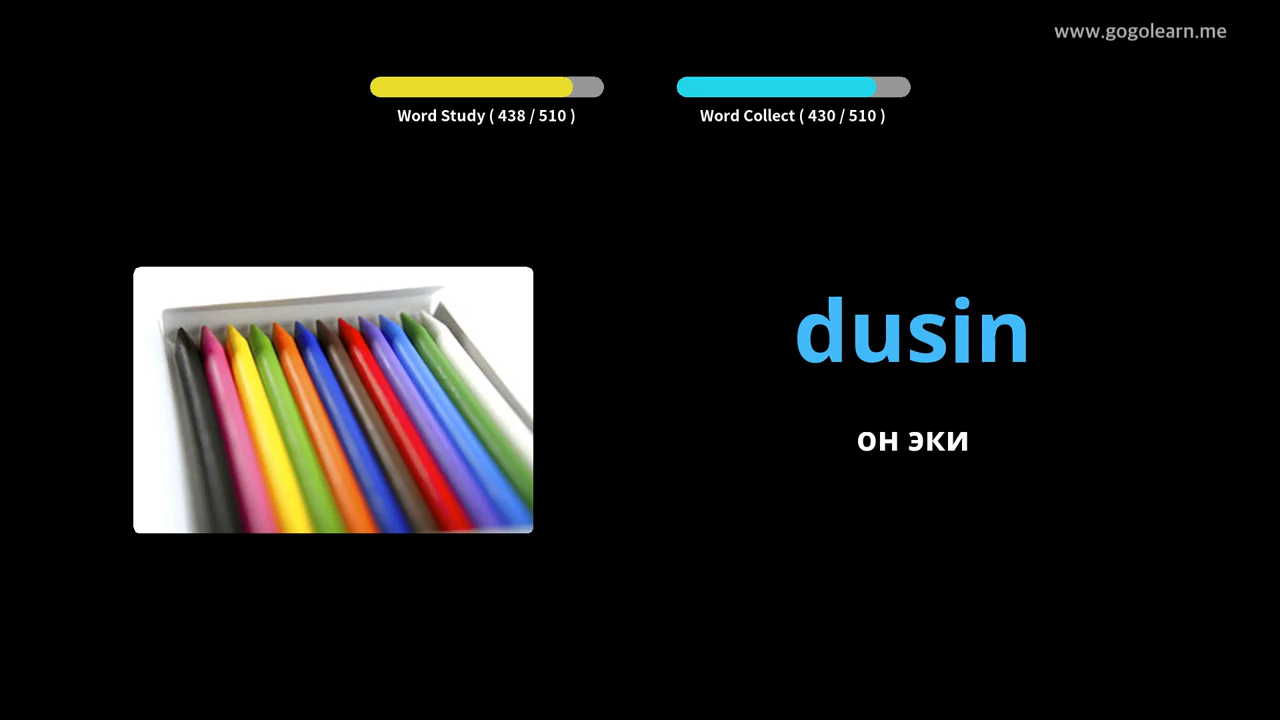 www.gogolearn.me
Word Study ( 438 / 510 )
Word Collect ( 430 / 510 )
dusin
он эки